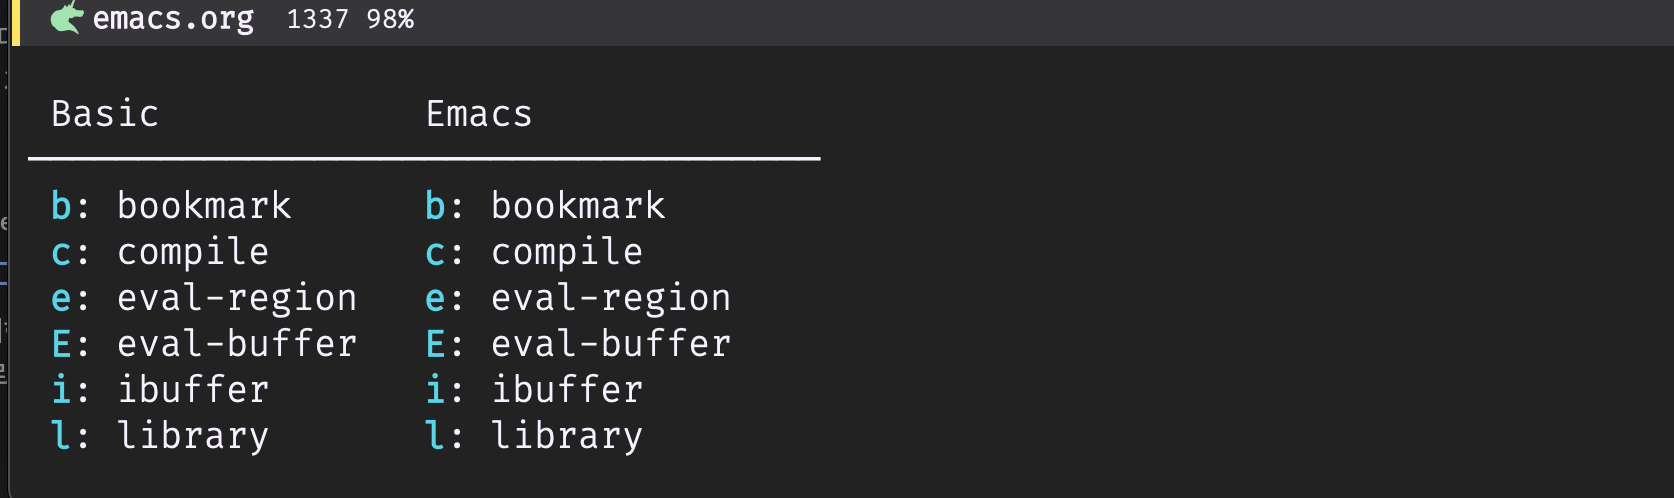 emacs.org 1337 98%
Basic Emacs
b: bookmark b: bookmark
c: compile c: compile
e: eval-region e: eval-region
E: eval-buffer E: eval-buffer
i: ibuffer i: ibuffer
l: library l: library